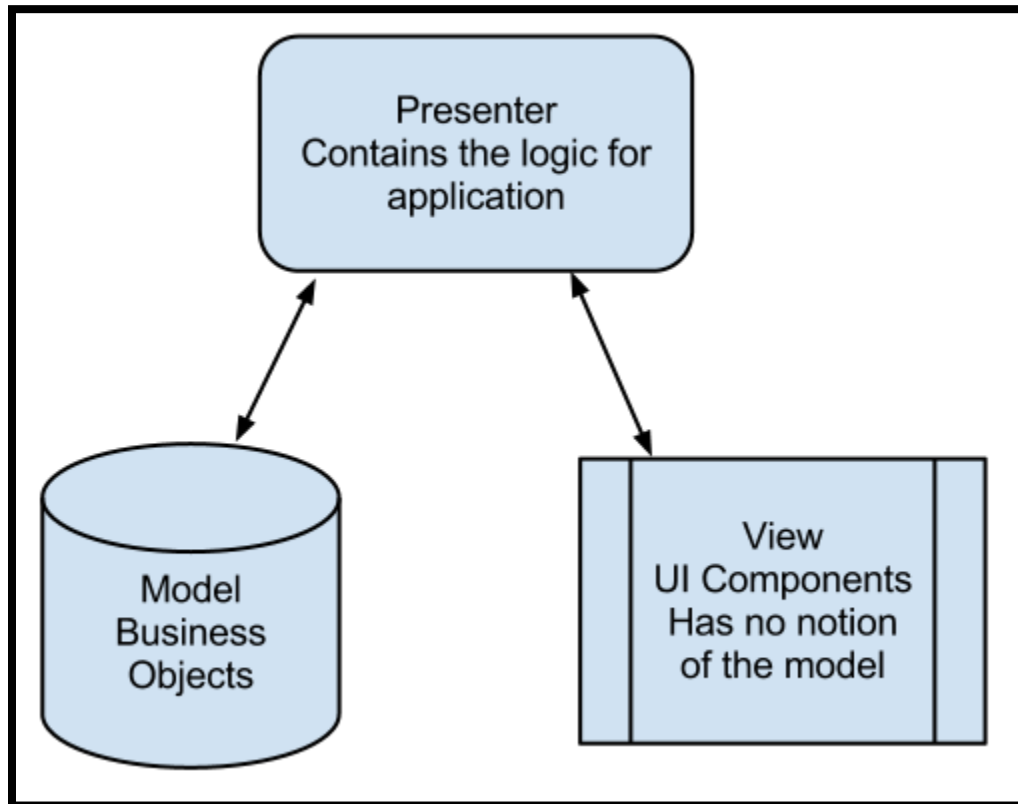 Presenter
Contains the logic for
application
Model
Business
Objects
View
UI Components
Has no notion
of the model